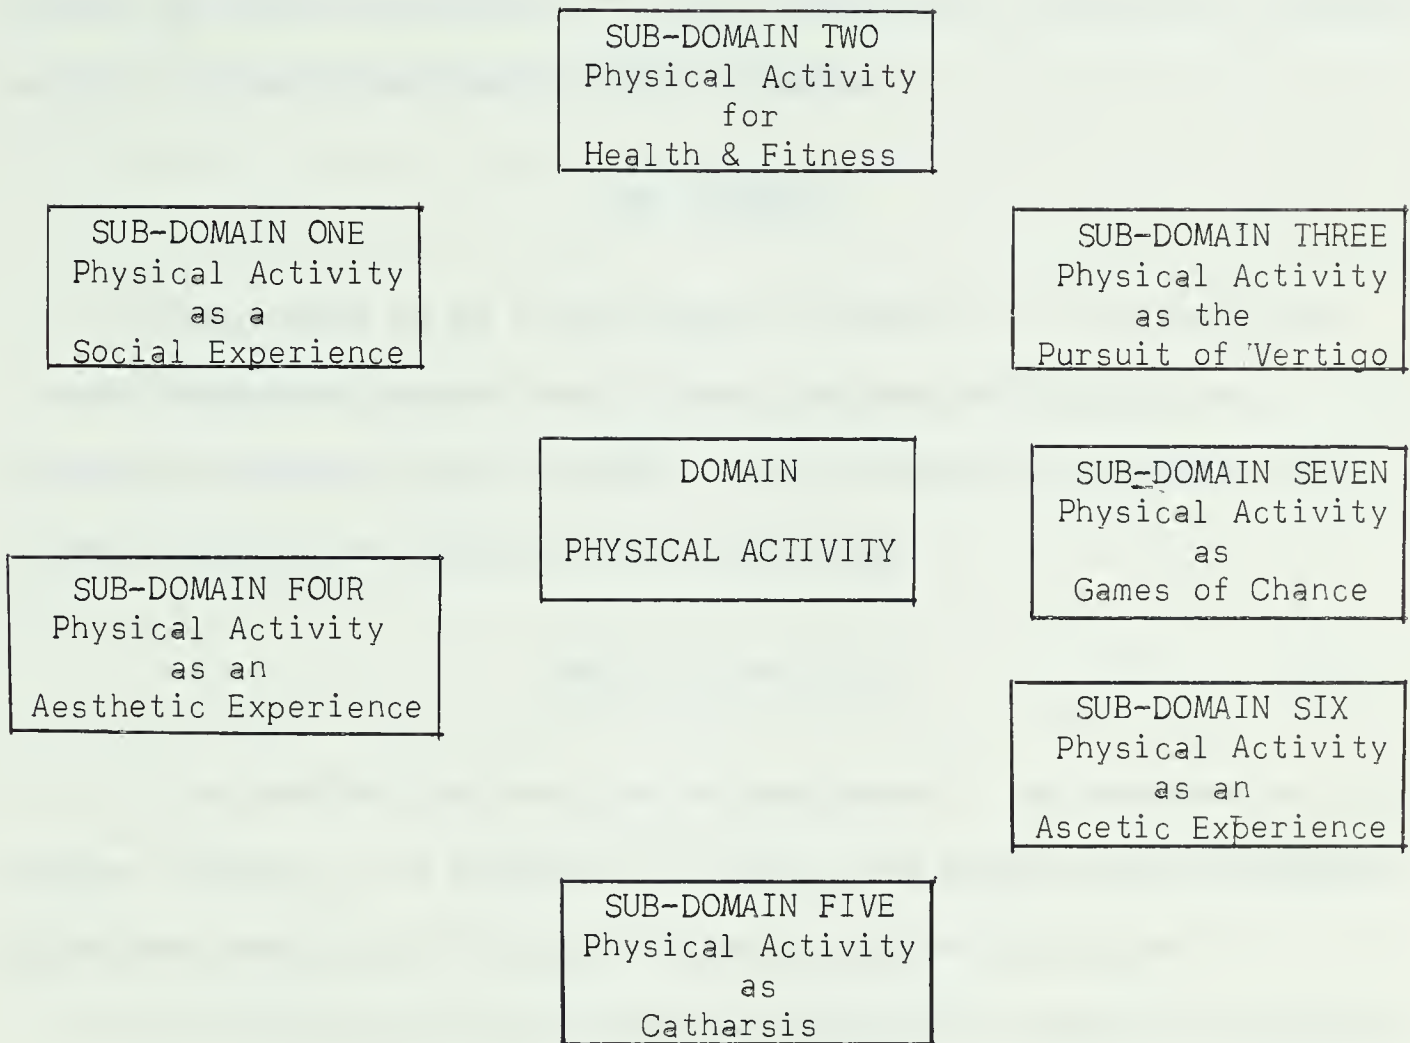 SUB-DOMAIN TWO
Physical Activity
for
Health & Fitness
SUB-DOMAIN ONE
Physical Activity
as a
Social Experience
SUB-DOMAIN THREE
Physical Activity
as the
Pursuit of Vertigo
DOMAIN
PHYSICAL ACTIVITY
SUB-DOMAIN SEVEN
Physical Activity
as
Games of Chance
SUB-DOMAIN FOUR
Physical Activity
as an
Aesthetic Experience
SUB-DOMAIN SIX
Physical Activity
as an
Ascetic Experience
SUB-DOMAIN FIVE
Physical Activity
as
Catharsis